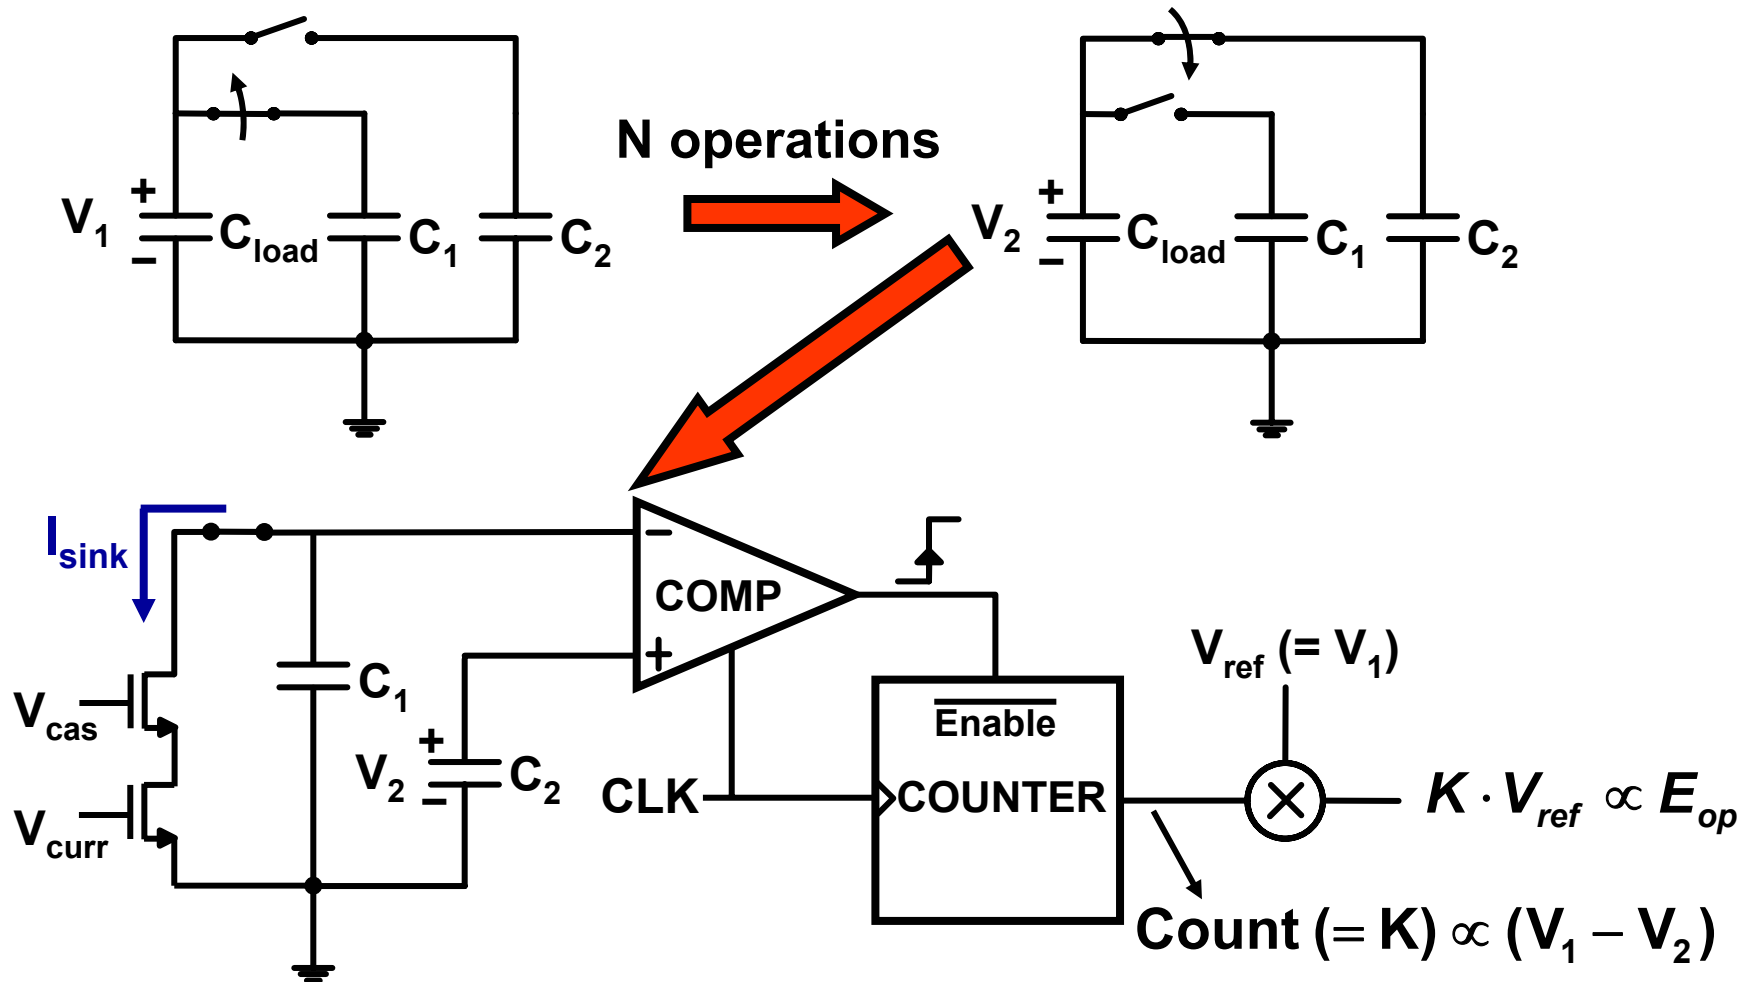 N operations
+
V1
−
Cload
C1
C2
+
V2
−
Cload
C1
C2
Isink
−
COMP
+
C1
Vcas
Vcurr
V2
+
−
C2
CLK
Enable
COUNTER
Vref (= V1)
K · Vref ∝ Eop
Count (= K) ∝ (V1 − V2)